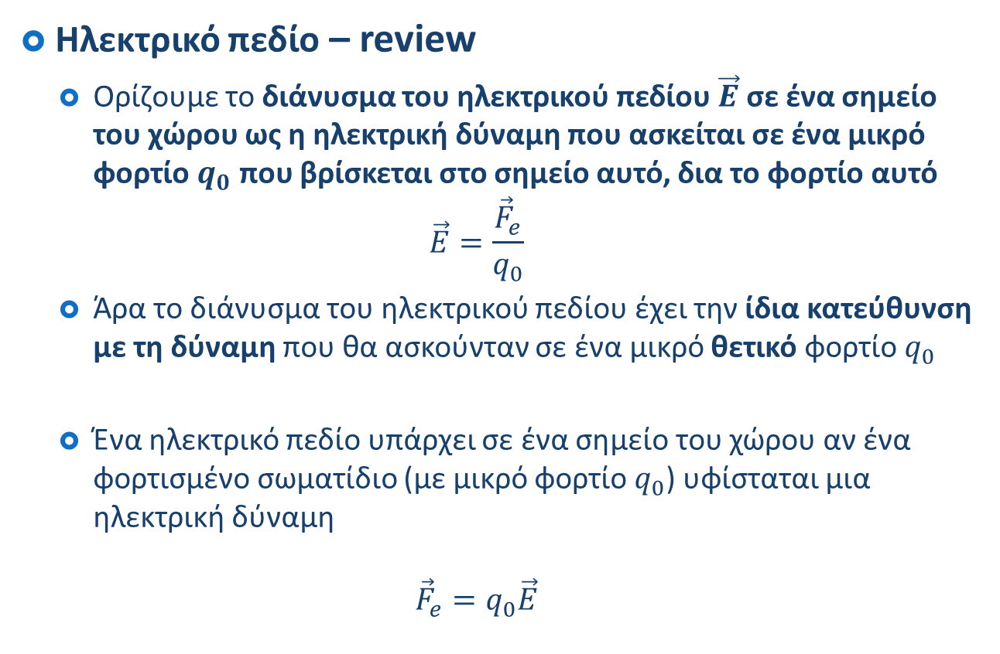 Ηλεκτρικό πεδίο – review
Ορίζουμε το διάνυσμα του ηλεκτρικού πεδίου $\vec{E}$ σε ένα σημείο
του χώρου ως η ηλεκτρική δύναμη που ασκείται σε ένα μικρό
φορτίο $q_0$ που βρίσκεται στο σημείο αυτό, δια το φορτίο αυτό
$\vec{E} = \frac{\vec{F}_e}{q_0}$
Άρα το διάνυσμα του ηλεκτρικού πεδίου έχει την ίδια κατεύθυνση
με τη δύναμη που θα ασκούνταν σε ένα μικρό θετικό φορτίο $q_0$
Ένα ηλεκτρικό πεδίο υπάρχει σε ένα σημείο του χώρου αν ένα
φορτισμένο σωματίδιο (με μικρό φορτίο $q_0$) υφίσταται μια
ηλεκτρική δύναμη
$\vec{F}_e = q_0\vec{E}$